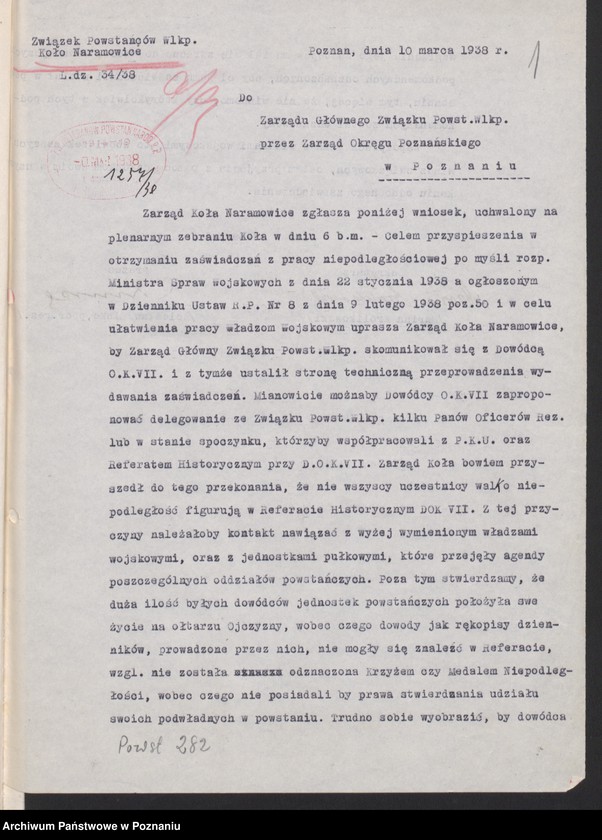 Związek Powstańców Wlkp.
Koło Naramowice
L.dz. 34/38
Poznan, dnia 10 marca 1938 r.
1
Do
Zarządu Głównego Związku Powst.wlkp.
przez Zarząd Okręgu Poznańskiego
w Poznaniu
1938
1257/38
Zarząd Koła Naramowice zgłasza poniżej wniosek, uchwalony na
plenarnym zebraniu Koła w dniu 6 b.m. - Celem przyspieszenia w
otrzymaniu zaświadczań z pracy niepodległościowej po myśli rozp.
Ministra Spraw wojskowych z dnia 22 stycznia 1938 a ogłoszonym
w Dzienniku Ustaw R.P. Nr 8 z dnia 9 lutego 1938 poz.50 i w celu
ułatwienia pracy władzom wojskowym uprasza Zarząd Koła Naramowice,
by Zarząd Główny Związku Powst.wlkp. skomunikował się z Dowódcą
O.K.VII. i z tymże ustalił stronę techniczną przeprowadzenia wy-
dawania zaświadczeń. Mianowicie możnaby Dowódcy O.K.VII zapropo-
nować delegowanie ze Związku Powst.wlkp. kilku Panów Oficerów Rez.
lub w stanie spoczynku, którzyby współpracowali z P.K.U. oraz
Referatem Historycznym przy D.O.K.VII. Zarząd Koła bowiem przy-
szedł do tego przekonania, że nie wszyscy uczestnicy walk o nie-
podległość figurują w Referacie Historycznym DOK VII. Z tej przy-
czyny należałoby kontakt nawiązać z wyżej wymienionym władzami
wojskowymi, oraz z jednostkami pułkowymi, które przejęły agendy
poszczególnych oddziałów powstańczych. Poza tym stwierdzamy, że
duża ilość byłych dowódców jednostek powstańczych położyła swe
życie na ołtarzu Ojczyzny, wobec czego dowody jak rękopisy dzien-
ników, prowadzone przez nich, nie mogły się znaleźć w Referacie,
wzgl. nie została odznaczona Krzyżem czy Medalem Niepodleg-
łości, wobec czego nie posiadali by prawa stwierdzania udziału
swoich podwładnych w powstaniu. Trudno sobie wyobrazić, by dowódca
Powst 282
Archiwum Państwowe w Poznaniu